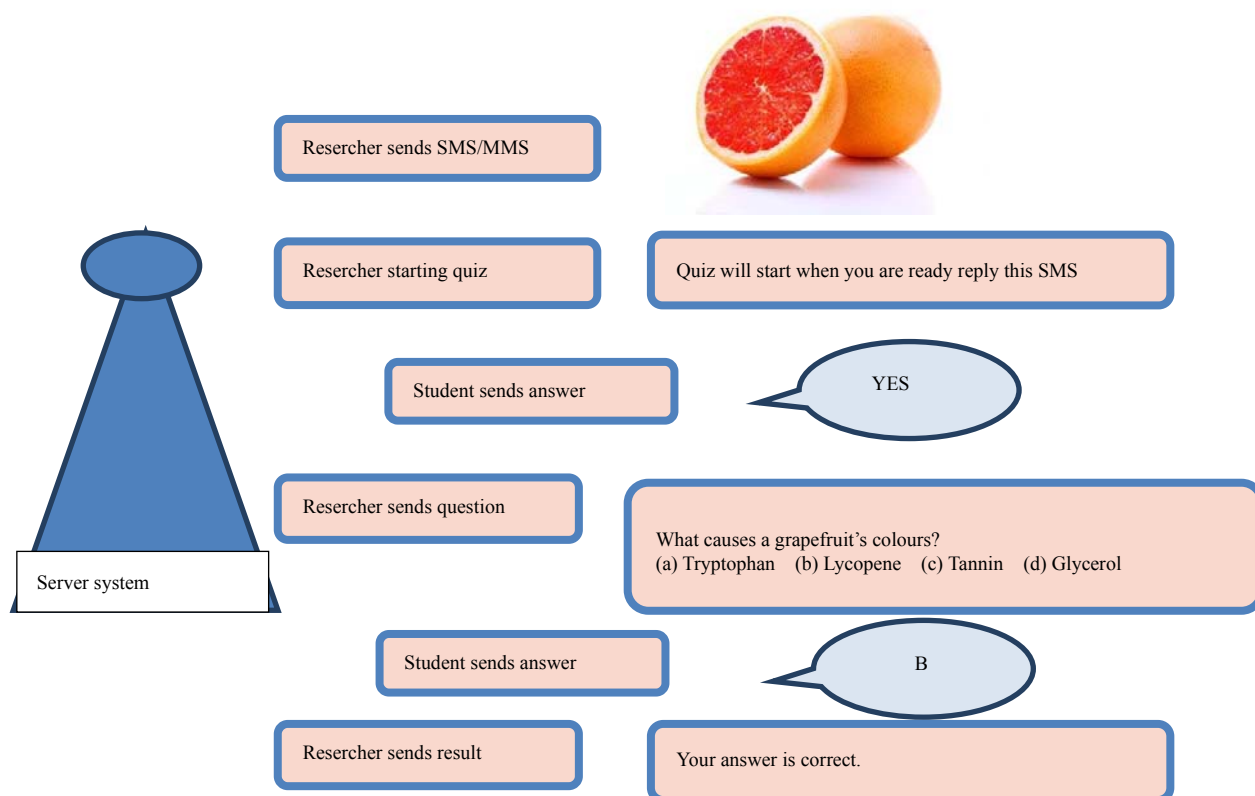 Resercher sends SMS/MMS
Resercher starting quiz
Quiz will start when you are ready reply this SMS
Student sends answer
YES
Resercher sends question
What causes a grapefruit’s colours?
(a) Tryptophan (b) Lycopene (c) Tannin (d) Glycerol
Server system
Student sends answer
B
Resercher sends result
Your answer is correct.